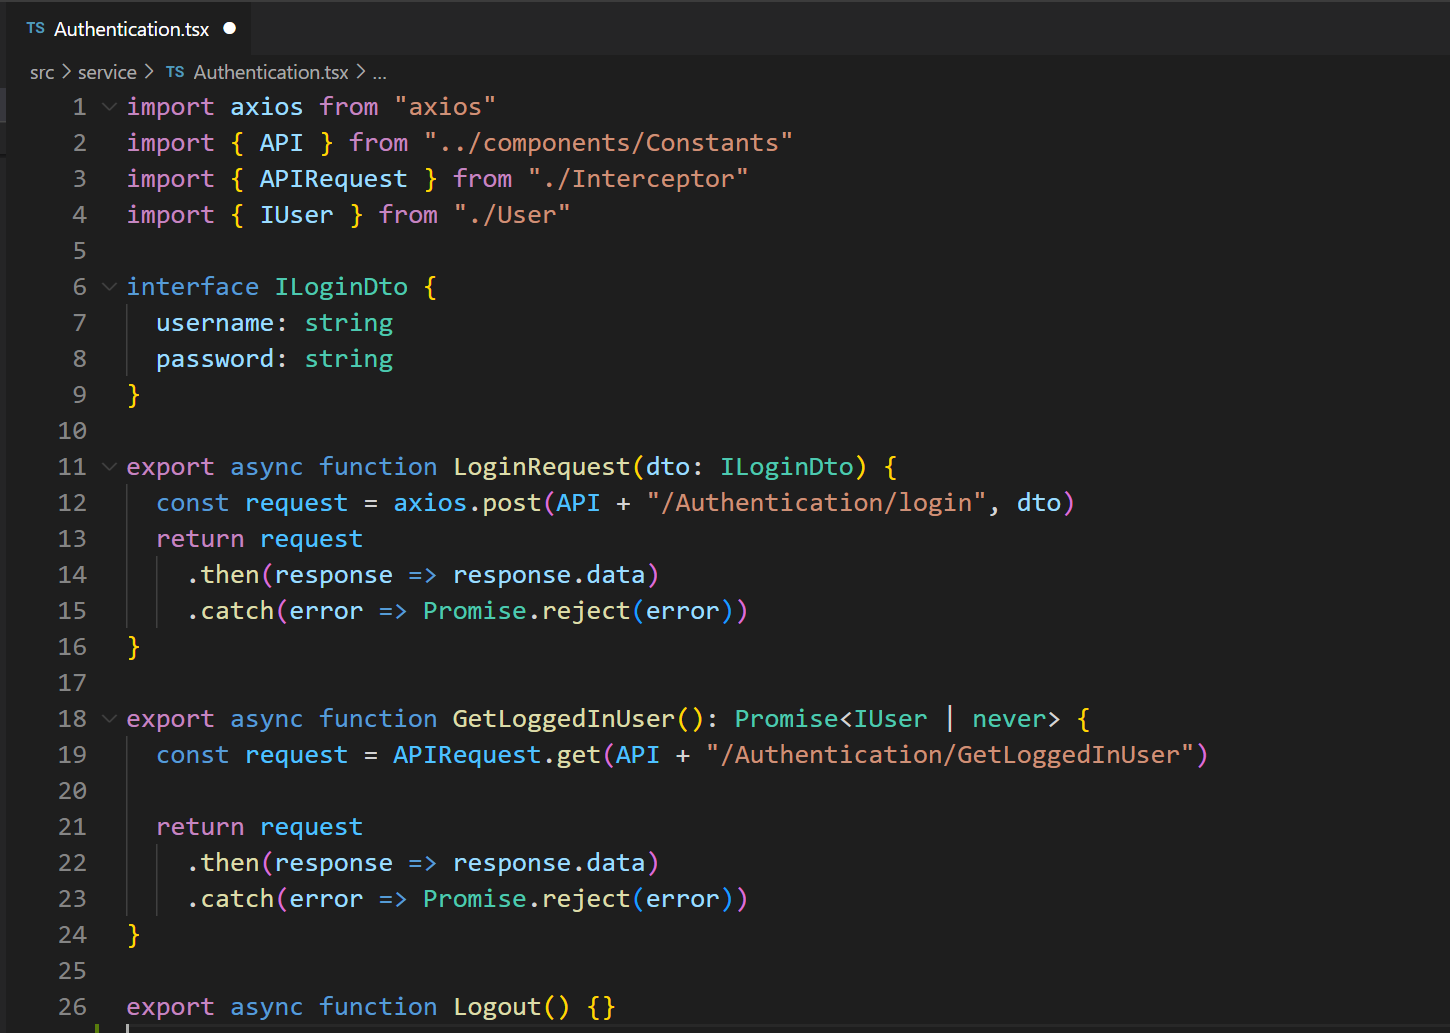 TS Authentication.tsx ●
src > service > TS Authentication.tsx > ...
1 import axios from "axios"
2 import { API } from "../components/Constants"
3 import { APIRequest } from "./Interceptor"
4 import { IUser } from "./User"
5
6 interface ILoginDto {
7   username: string
8   password: string
9 }
10
11 export async function LoginRequest(dto: ILoginDto) {
12   const request = axios.post(API + "/Authentication/login", dto)
13   return request
14     .then(response => response.data)
15     .catch(error => Promise.reject(error))
16 }
17
18 export async function GetLoggedInUser(): Promise<IUser | never> {
19   const request = APIRequest.get(API + "/Authentication/GetLoggedInUser")
20
21   return request
22     .then(response => response.data)
23     .catch(error => Promise.reject(error))
24 }
25
26 export async function Logout() {}